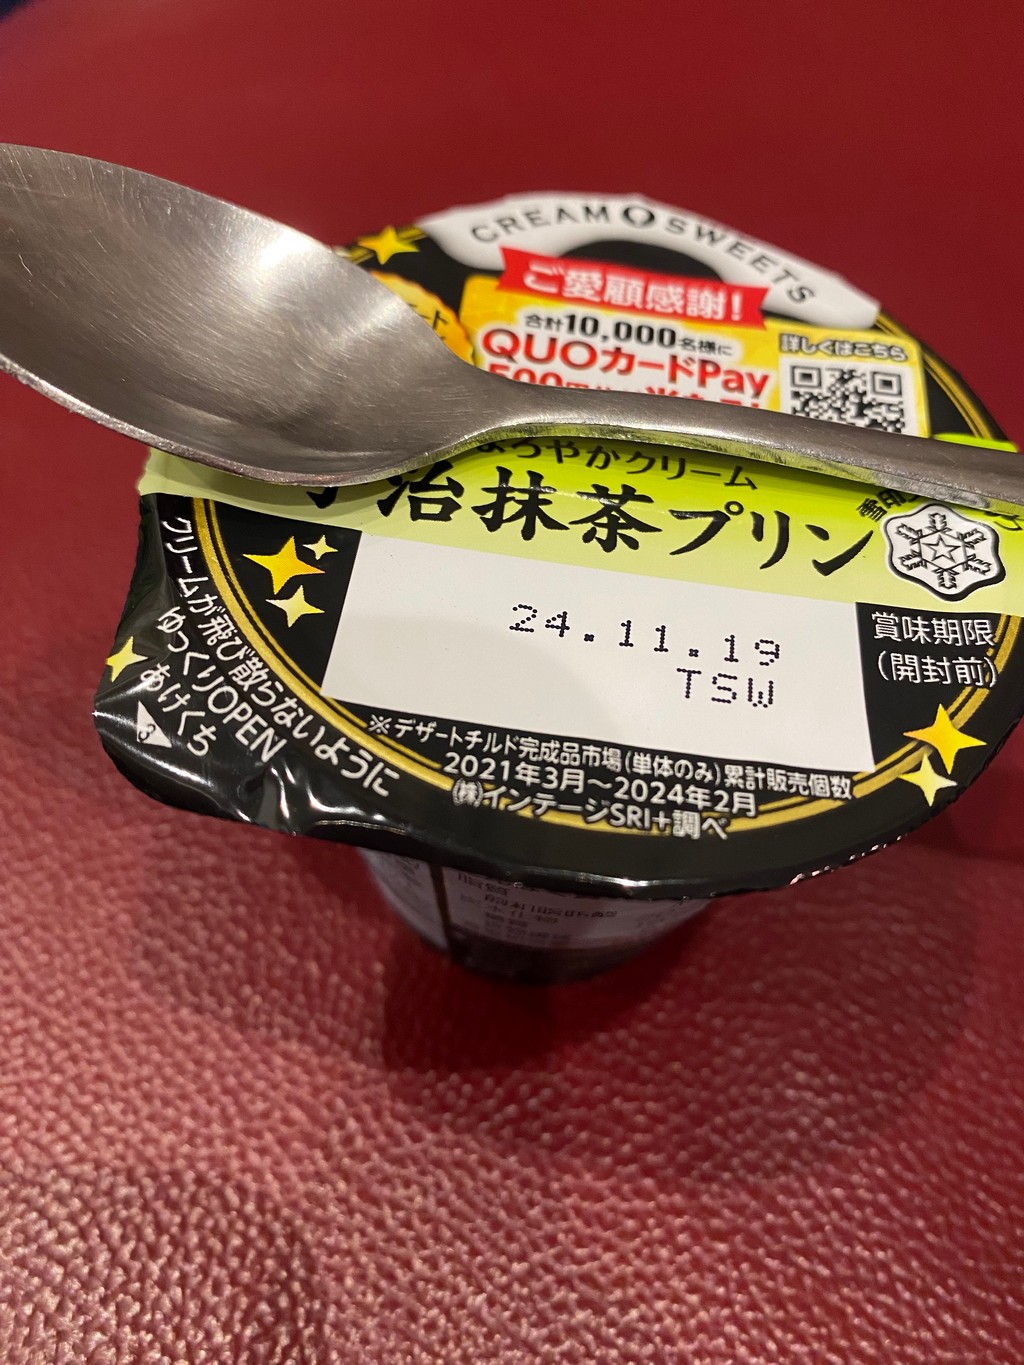 CREAM SWEETS
ご愛顧感謝!
合計10,000名様に
QUOカードPay
詳しくはこちら
クリーム
治抹茶プリン
雪印
24.11.19
TSW
賞味期限
(開封前)
クリームが飛び散らないように
ゆっくりOPEN
あけくち
3
※デザートチルド完成品市場(単体のみ)累計販売個数
2021年3月〜2024年2月
(株)インテージSRI+調べ